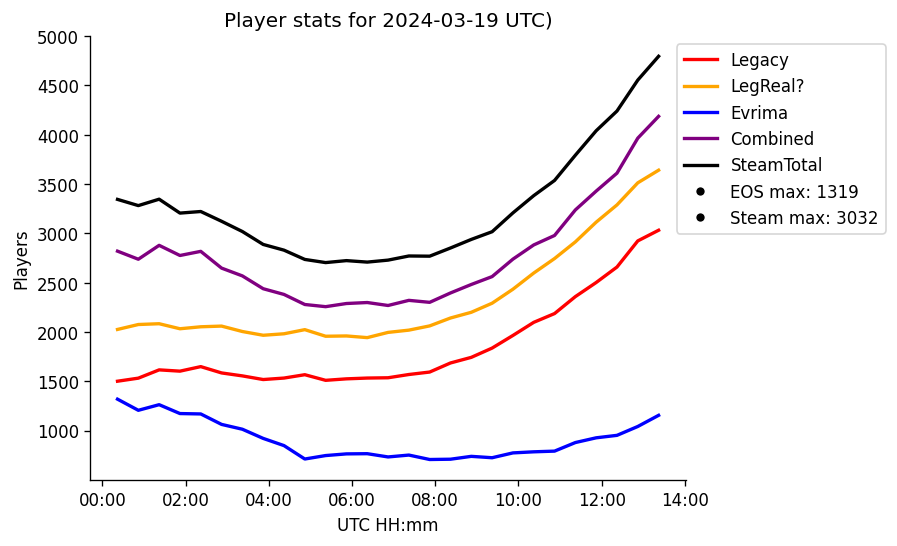 Player stats for 2024-03-19 UTC)
5000
4500
4000
3500
3000
2500
2000
1500
1000
Players
00:00 02:00 04:00 06:00 08:00 10:00 12:00 14:00
UTC HH:mm
Legacy
LegReal?
Evrima
Combined
SteamTotal
EOS max: 1319
Steam max: 3032